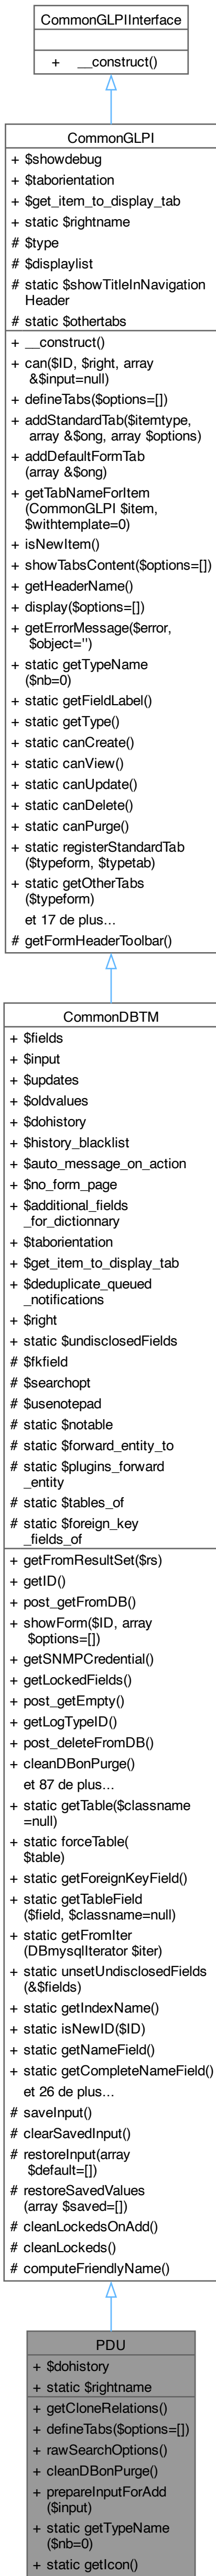 CommonGLPIInterface
+ __construct()
CommonGLPI
+ $showdebug
+ $taborientation
+ $get_item_to_display_tab
+ static $rightname
# $type
# $displaylist
# static $showTitleInNavigation
Header
# static $othertabs
+ __construct()
+ can($ID, $right, array
&$input=null)
+ defineTabs($options=[])
+ addStandardTab($itemtype,
array &$ong, array $options)
+ addDefaultFormTab
(array &$ong)
+ getTabNameForItem
(CommonGLPI $item,
$withtemplate=0)
+ isNewItem()
+ showTabsContent($options=[])
+ getHeaderName()
+ display($options=[])
+ getErrorMessage($error,
$object='')
+ static getTypeName
($nb=0)
+ static getFieldLabel()
+ static getType()
+ static canCreate()
+ static canView()
+ static canUpdate()
+ static canDelete()
+ static canPurge()
+ static registerStandardTab
($typeform, $typetab)
+ static getOtherTabs
($typeform)
et 17 de plus...
# getFormHeaderToolbar()
CommonDBTM
+ $fields
+ $input
+ $updates
+ $oldvalues
+ $dohistory
+ $history_blacklist
+ $auto_message_on_action
+ $no_form_page
+ $additional_fields
_for_dictionnary
+ $taborientation
+ $get_item_to_display_tab
+ $deduplicate_queued
_notifications
+ $right
+ static $undisclosedFields
# $fkfield
# $searchopt
# $usenotepad
# static $notable
# static $forward_entity_to
# static $plugins_forward
_entity
# static $tables_of
# static $foreign_key
_fields_of
+ getFromResultSet($rs)
+ getID()
+ post_getFromDB()
+ showForm($ID, array
$options=[])
+ getSNMPCredential()
+ getLockedFields()
+ post_getEmpty()
+ getLogTypeID()
+ post_deleteFromDB()
+ cleanDBonPurge()
et 87 de plus...
+ static getTable($classname
=null)
+ static forceTable(
$table)
+ static getForeignKeyField()
+ static getTableField
($field, $classname=null)
+ static getFromIter
(DBmysqlIterator $iter)
+ static unsetUndisclosedFields
(&$fields)
+ static getIndexName()
+ static isNewID($ID)
+ static getNameField()
+ static getCompleteNameField()
et 26 de plus...
# saveInput()
# clearSavedInput()
# restoreInput(array
$default=[])
# restoreSavedValues
(array $saved=[])
# cleanLockedsOnAdd()
# cleanLockeds()
# computeFriendlyName()
PDU
+ $dohistory
+ static $rightname
+ getCloneRelations()
+ defineTabs($options=[])
+ rawSearchOptions()
+ cleanDBonPurge()
+ prepareInputForAdd
($input)
+ static getTypeName
($nb=0)
+ static getIcon()